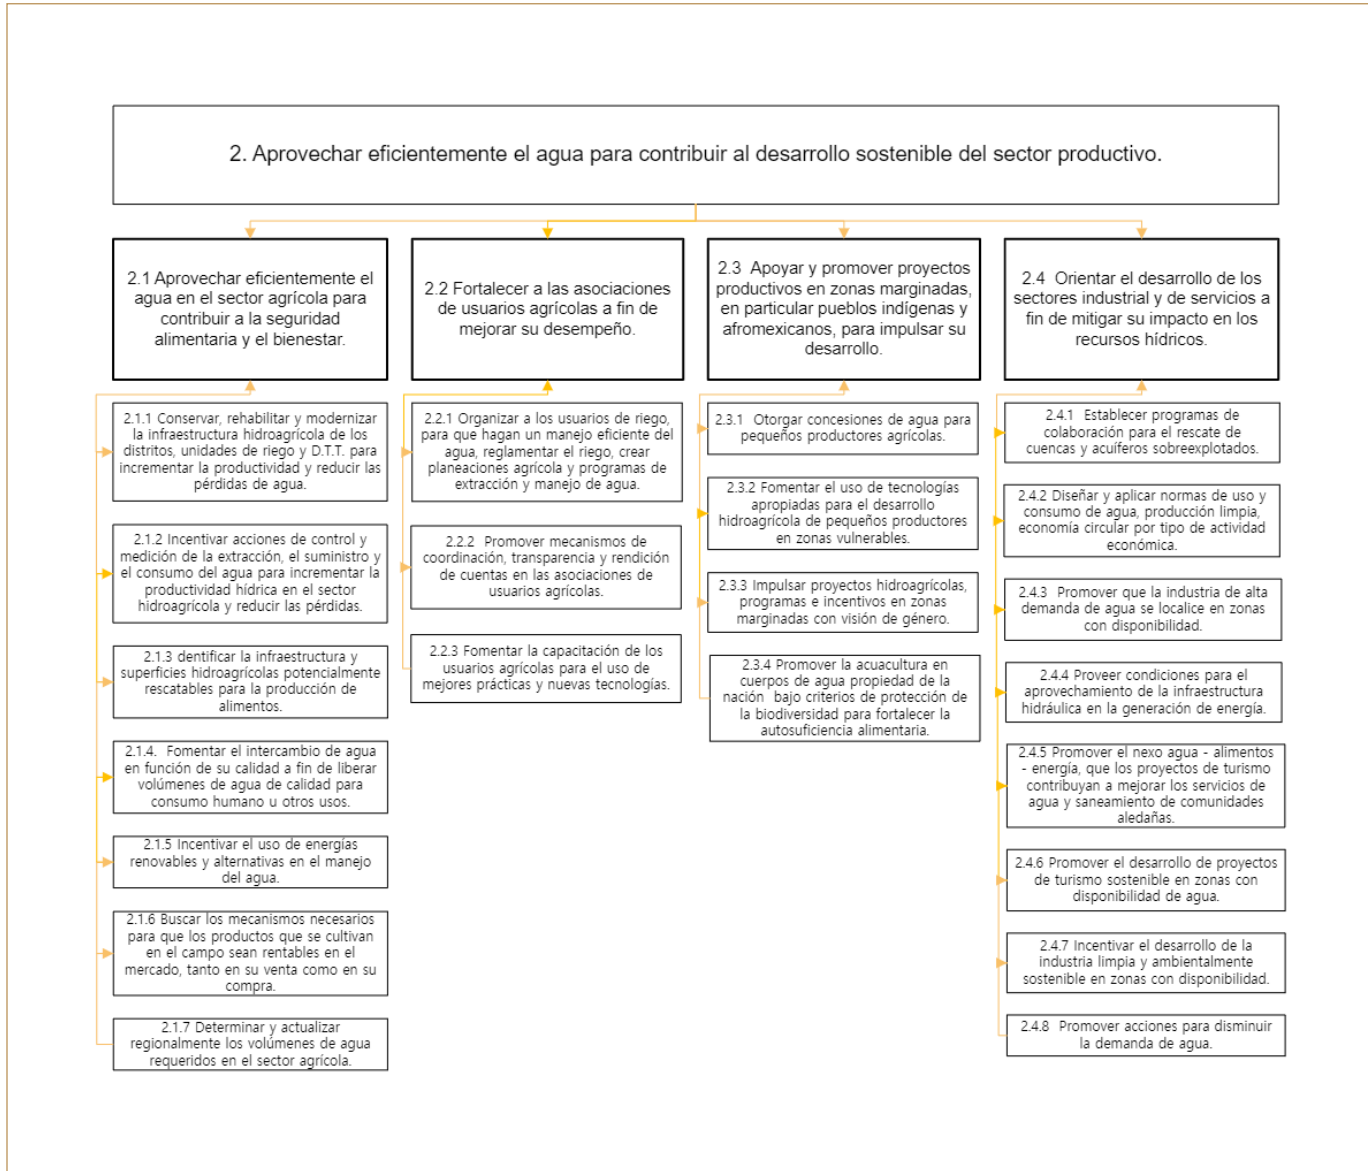 2. Aprovechar eficientemente el agua para contribuir al desarrollo sostenible del sector productivo.
2.1 Aprovechar eficientemente el
agua en el sector agrícola para
contribuir a la seguridad
alimentaria y el bienestar.
2.1.1 Conservar, rehabilitar y modernizar
la infraestructura hidroagrícola de los
distritos, unidades de riego y D.T.T. para
incrementar la productividad y reducir las
pérdidas de agua.
2.1.2 Incentivar acciones de control y
medición de la extracción, el suministro y
el consumo del agua para incrementar la
productividad hídrica en el sector
hidroagrícola y reducir las pérdidas.
2.1.3 dentificar la infraestructura y
superficies hidroagrícolas potencialmente
rescatables para la producción de
alimentos.
2.1.4. Fomentar el intercambio de agua
en función de su calidad a fin de liberar
volúmenes de agua de calidad para
consumo humano u otros usos.
2.1.5 Incentivar el uso de energías
renovables y alternativas en el manejo
del agua.
2.1.6 Buscar los mecanismos necesarios
para que los productos que se cultivan
en el campo sean rentables en el
mercado, tanto en su venta como en su
compra.
2.1.7 Determinar y actualizar
regionalmente los volúmenes de agua
requeridos en el sector agrícola.
2.2 Fortalecer a las asociaciones
de usuarios agrícolas a fin de
mejorar su desempeño.
2.2.1 Organizar a los usuarios de riego,
para que hagan un manejo eficiente del
agua, reglamentar el riego, crear
planeaciones agrícola y programas de
extracción y manejo de agua.
2.2.2 Promover mecanismos de
coordinación, transparencia y rendición
de cuentas en las asociaciones de
usuarios agrícolas.
2.2.3 Fomentar la capacitación de los
usuarios agrícolas para el uso de
mejores prácticas y nuevas tecnologías.
2.3 Apoyar y promover proyectos
productivos en zonas marginadas,
en particular pueblos indígenas y
afromexicanos, para impulsar su
desarrollo.
2.3.1 Otorgar concesiones de agua para
pequeños productores agrícolas.
2.3.2 Fomentar el uso de tecnologías
apropiadas para el desarrollo
hidroagrícola de pequeños productores
en zonas vulnerables.
2.3.3 Impulsar proyectos hidroagrícolas,
programas e incentivos en zonas
marginadas con visión de género.
2.3.4 Promover la acuacultura en
cuerpos de agua propiedad de la
nación bajo criterios de protección de
la biodiversidad para fortalecer la
autosuficiencia alimentaria.
2.4 Orientar el desarrollo de los
sectores industrial y de servicios a
fin de mitigar su impacto en los
recursos hídricos.
2.4.1 Establecer programas de
colaboración para el rescate de
cuencas y acuíferos sobreexplotados.
2.4.2 Diseñar y aplicar normas de uso y
consumo de agua, producción limpia,
economía circular por tipo de actividad
económica.
2.4.3 Promover que la industria de alta
demanda de agua se localice en zonas
con disponibilidad.
2.4.4 Proveer condiciones para el
aprovechamiento de la infraestructura
hidráulica en la generación de energía.
2.4.5 Promover el nexo agua - alimentos
- energía, que los proyectos de turismo
contribuyan a mejorar los servicios de
agua y saneamiento de comunidades
aledañas.
2.4.6 Promover el desarrollo de proyectos
de turismo sostenible en zonas con
disponibilidad de agua.
2.4.7 Incentivar el desarrollo de la
industria limpia y ambientalmente
sostenible en zonas con disponibilidad.
2.4.8 Promover acciones para disminuir
la demanda de agua.